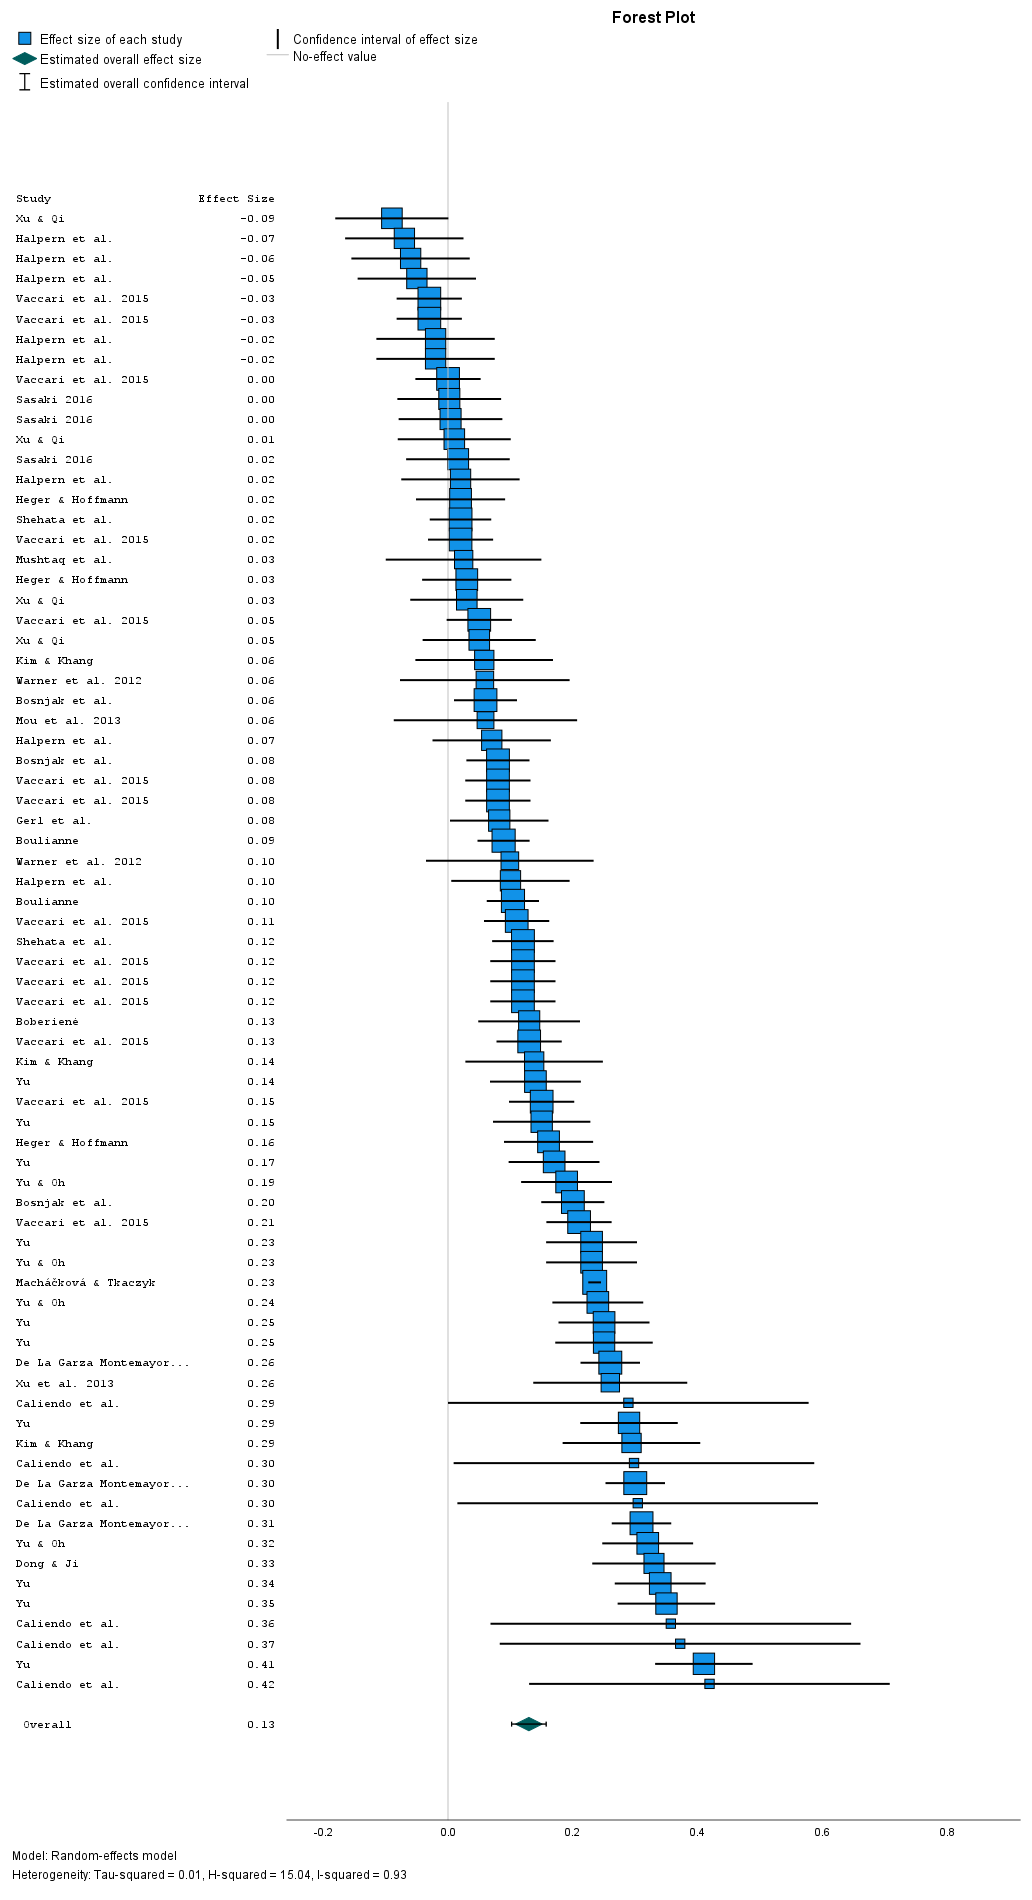 Forest Plot
Effect size of each study
Estimated overall effect size
Estimated overall confidence interval
Confidence interval of effect size
No-effect value
Study Effect Size
Xu & Qi -0.09
Halpern et al. -0.07
Halpern et al. -0.06
Halpern et al. -0.05
Vaccari et al. 2015 -0.03
Vaccari et al. 2015 -0.03
Halpern et al. -0.02
Halpern et al. -0.02
Vaccari et al. 2015 0.00
Sasaki 2016 0.00
Sasaki 2016 0.00
Xu & Qi 0.01
Sasaki 2016 0.02
Halpern et al. 0.02
Heger & Hoffmann 0.02
Shehata et al. 0.02
Vaccari et al. 2015 0.02
Mushtaq et al. 0.03
Heger & Hoffmann 0.03
Xu & Qi 0.03
Vaccari et al. 2015 0.05
Xu & Qi 0.05
Kim & Khang 0.06
Warner et al. 2012 0.06
Bosnjak et al. 0.06
Mou et al. 2013 0.06
Halpern et al. 0.07
Bosnjak et al. 0.08
Vaccari et al. 2015 0.08
Vaccari et al. 2015 0.08
Gerl et al. 0.08
Boulianne 0.09
Warner et al. 2012 0.10
Halpern et al. 0.10
Boulianne 0.10
Vaccari et al. 2015 0.11
Shehata et al. 0.12
Vaccari et al. 2015 0.12
Vaccari et al. 2015 0.12
Vaccari et al. 2015 0.12
Boberienė 0.13
Vaccari et al. 2015 0.13
Kim & Khang 0.14
Yu 0.14
Vaccari et al. 2015 0.15
Yu 0.15
Heger & Hoffmann 0.16
Yu 0.17
Yu & Oh 0.19
Bosnjak et al. 0.20
Vaccari et al. 2015 0.21
Yu 0.23
Yu & Oh 0.23
Macháčková & Tkaczyk 0.23
Yu & Oh 0.24
Yu 0.25
Yu 0.25
De La Garza Montemayor... 0.26
Xu et al. 2013 0.26
Caliendo et al. 0.29
Yu 0.29
Kim & Khang 0.29
Caliendo et al. 0.30
De La Garza Montemayor... 0.30
Caliendo et al. 0.30
De La Garza Montemayor... 0.31
Yu & Oh 0.32
Dong & Ji 0.33
Yu 0.34
Yu 0.35
Caliendo et al. 0.36
Caliendo et al. 0.37
Yu 0.41
Caliendo et al. 0.42
Overall 0.13
-0.2 0.0 0.2 0.4 0.6 0.8
Model: Random-effects model
Heterogeneity: Tau-squared = 0.01, H-squared = 15.04, I-squared = 0.93